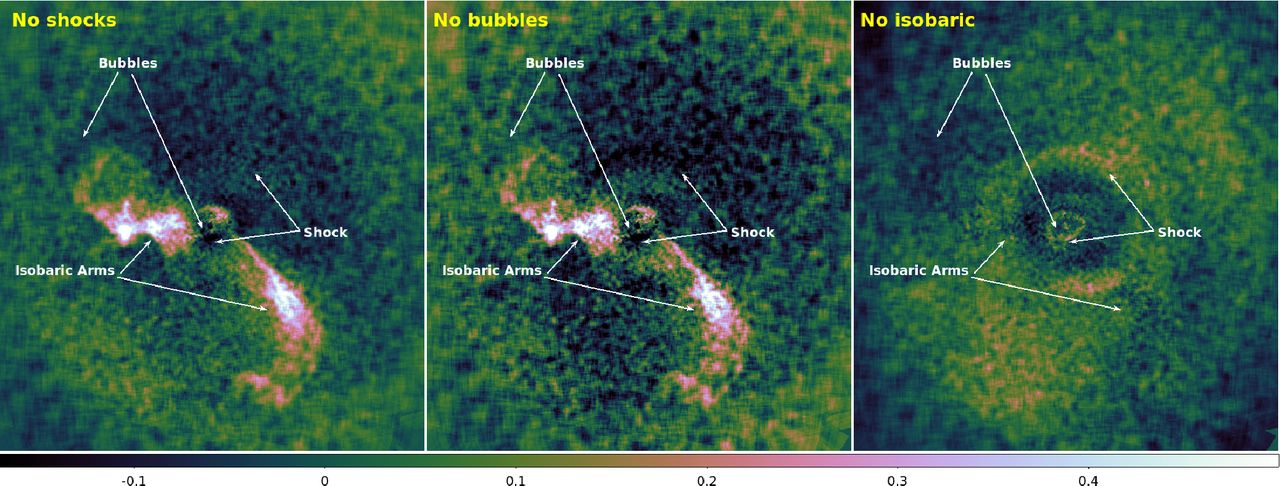 No shocks
No bubbles
No isobaric
Bubbles
Bubbles
Bubbles
Shock
Shock
Shock
Isobaric Arms
Isobaric Arms
Isobaric Arms
-0.1 0 0.1 0.2 0.3 0.4